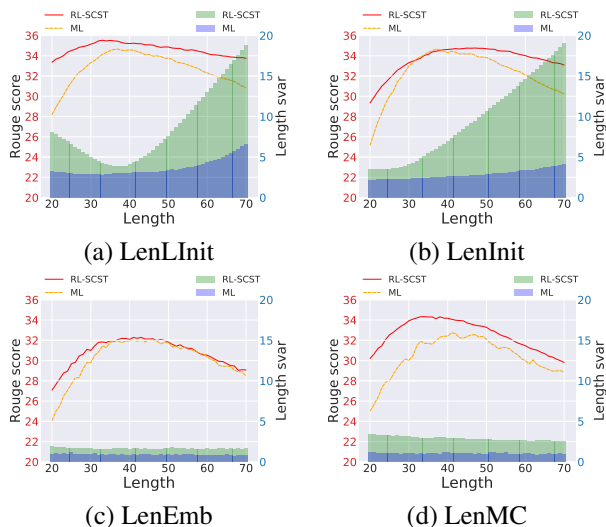 RL-SCST RL-SCST RL-SCST RL-SCST
ML ML ML ML
36 20 36 20
34 34
32 15 32 15
30 30
28 10 28 10
26 26
24 5 24 5
22 22
20 0 20 0
Rouge score Length svar Rouge score Length svar
20 30 40 50 60 70 20 30 40 50 60 70
Length Length
(a) LenLInit (b) LenInit
RL-SCST RL-SCST RL-SCST RL-SCST
ML ML ML ML
36 20 36 20
34 34
32 15 32 15
30 30
28 10 28 10
26 26
24 5 24 5
22 22
20 0 20 0
Rouge score Length svar Rouge score Length svar
20 30 40 50 60 70 20 30 40 50 60 70
Length Length
(c) LenEmb (d) LenMC